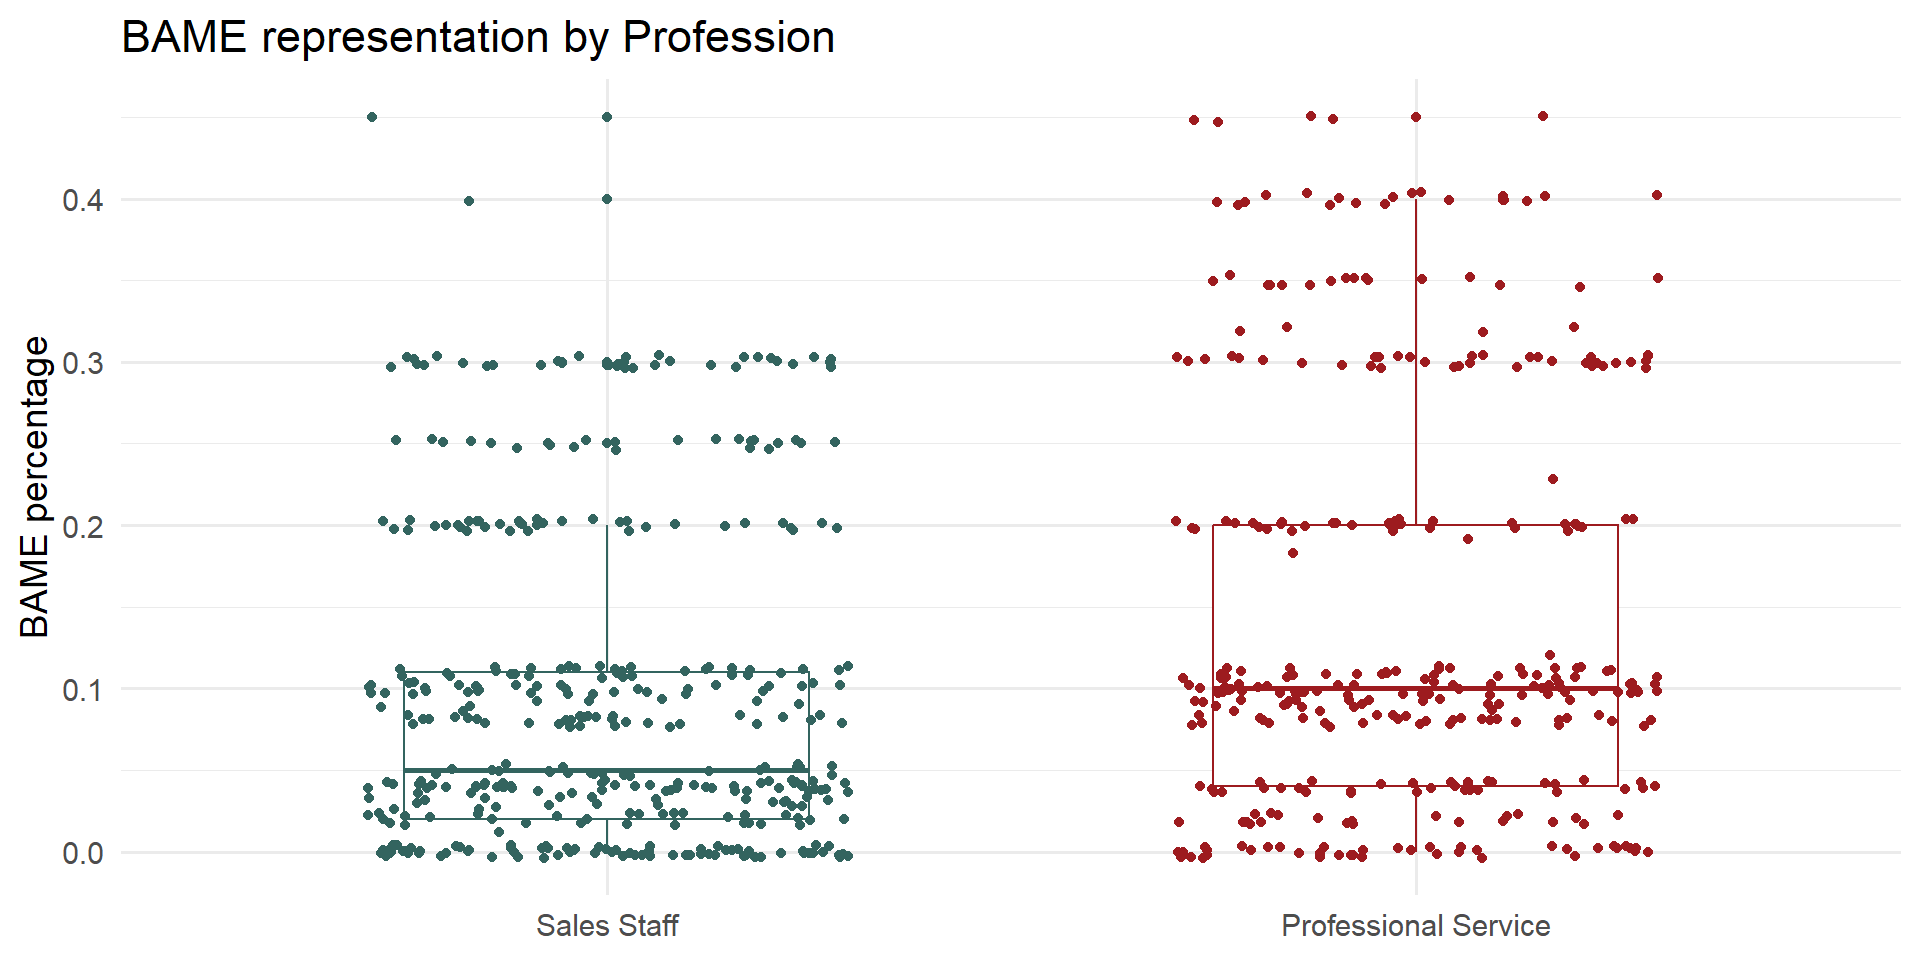 BAME representation by Profession
BAME percentage
0.4
0.3
0.2
0.1
0.0
Sales Staff
Professional Service